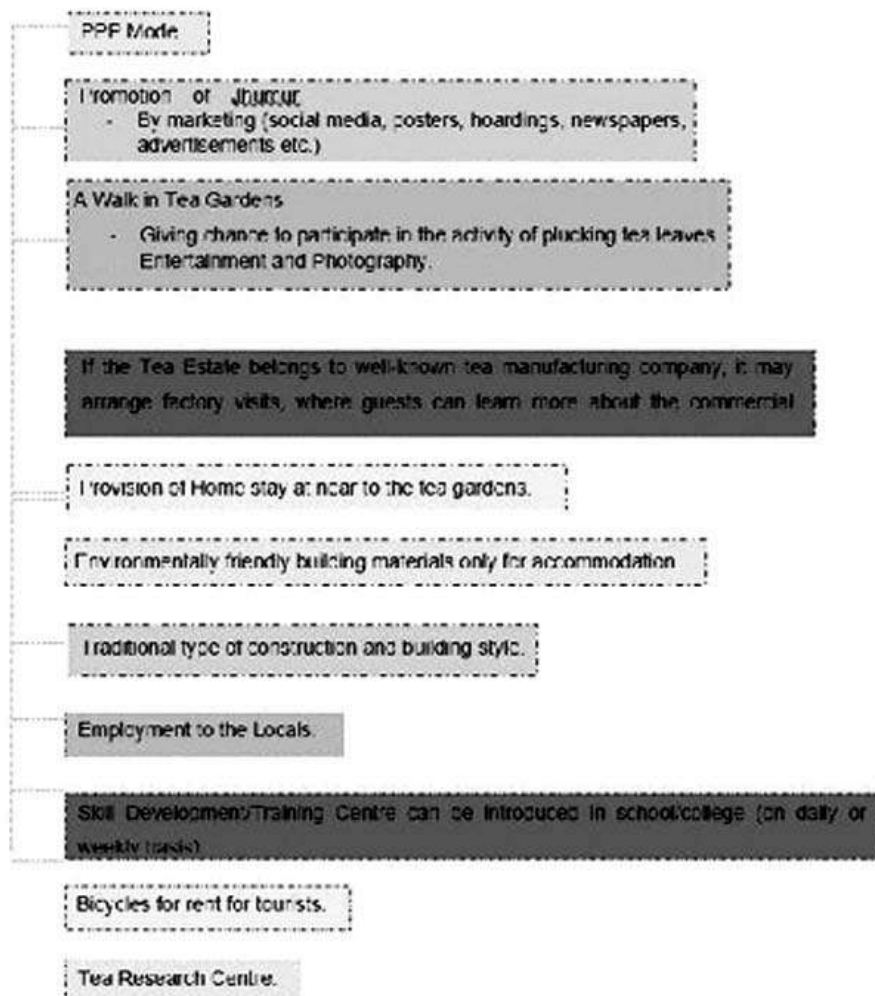 PPP Mode
Promotion of Jhumur
- By marketing (social media, posters, hoardings, newspapers,
advertisements etc.)
A Walk in Tea Gardens
- Giving chance to participate in the activity of plucking tea leaves
Entertainment and Photography.
If the Tea Estate belongs to well-known tea manufacturing company, it may
arrange factory visits, where guests can learn more about the commercial
Provision of Home stay at near to the tea gardens.
Environmentally friendly building materials only for accommodation
Traditional type of construction and building style.
Employment to the Locals.
Skill Development/Training Centre can be introduced in school/college (on daily or
weekly basis)
Bicycles for rent for tourists.
Tea Research Centre.